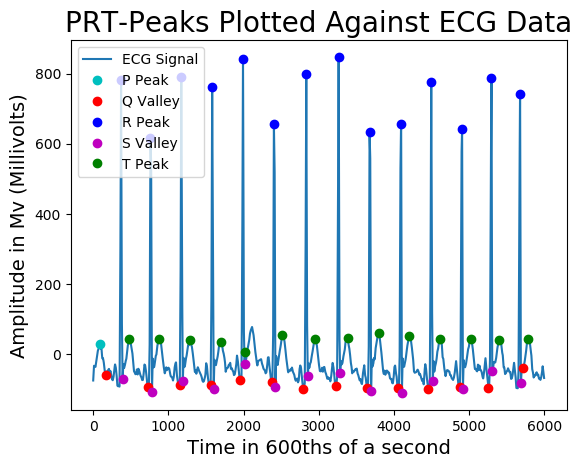 PRT-Peaks Plotted Against ECG Data
Amplitude in Mv (Millivolts)
800
600
400
200
0
ECG Signal
P Peak
Q Valley
R Peak
S Valley
T Peak
0 1000 2000 3000 4000 5000 6000
Time in 600ths of a second